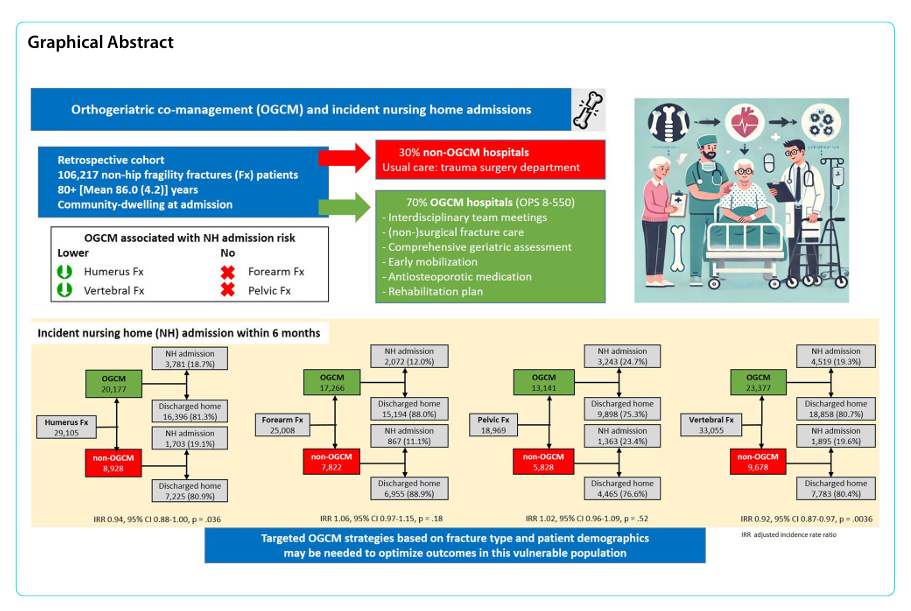 Graphical Abstract
Orthogeriatric co-management (OGCM) and incident nursing home admissions
Retrospective cohort
106,217 non-hip fragility fractures (Fx) patients
80+ [Mean 86.0 (4.2)] years
Community-dwelling at admission
30% non-OGCM hospitals
Usual care: trauma surgery department
70% OGCM hospitals (OPS 8-550)
- Interdisciplinary team meetings
- (non-)surgical fracture care
- Comprehensive geriatric assessment
- Early mobilization
- Antiosteoporotic medication
- Rehabilitation plan
OGCM associated with NH admission risk
Lower
No
Humerus Fx
Forearm Fx
Vertebral Fx
Pelvic Fx
Incident nursing home (NH) admission within 6 months
Humerus Fx
29,105
OGCM
20,177
NH admission
3,781 (18.7%)
Discharged home
16,396 (81.3%)
non-OGCM
8,928
NH admission
1,703 (19.1%)
Discharged home
7,225 (80.9%)
IRR 0.94, 95% CI 0.88-1.00, p = .036
Forearm Fx
25,008
OGCM
17,266
NH admission
2,072 (12.0%)
Discharged home
15,194 (88.0%)
non-OGCM
7,822
NH admission
867 (11.1%)
Discharged home
6,955 (88.9%)
IRR 1.06, 95% CI 0.97-1.15, p = .18
Pelvic Fx
18,969
OGCM
13,141
NH admission
3,243 (24.7%)
Discharged home
9,898 (75.3%)
non-OGCM
5,828
NH admission
1,363 (23.4%)
Discharged home
4,465 (76.6%)
IRR 1.02, 95% CI 0.96-1.09, p = .52
Vertebral Fx
33,055
OGCM
23,377
NH admission
4,519 (19.3%)
Discharged home
18,858 (80.7%)
non-OGCM
9,678
NH admission
1,895 (19.6%)
Discharged home
7,783 (80.4%)
IRR 0.92, 95% CI 0.87-0.97, p = .0036
IRR adjusted incidence rate ratio
Targeted OGCM strategies based on fracture type and patient demographics
may be needed to optimize outcomes in this vulnerable population